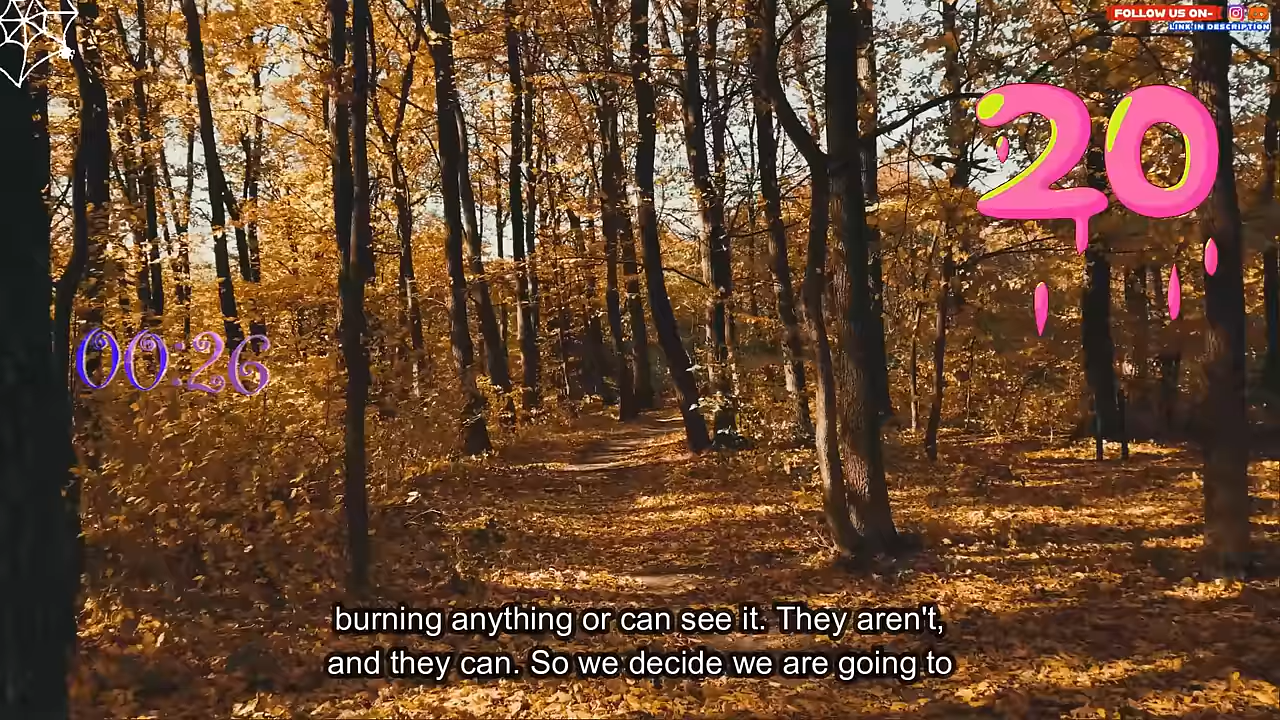 FOLLOW US ON-
LINK IN DESCRIPTION
20
00:26
burning anything or can see it. They aren't,
and they can. So we decide we are going to